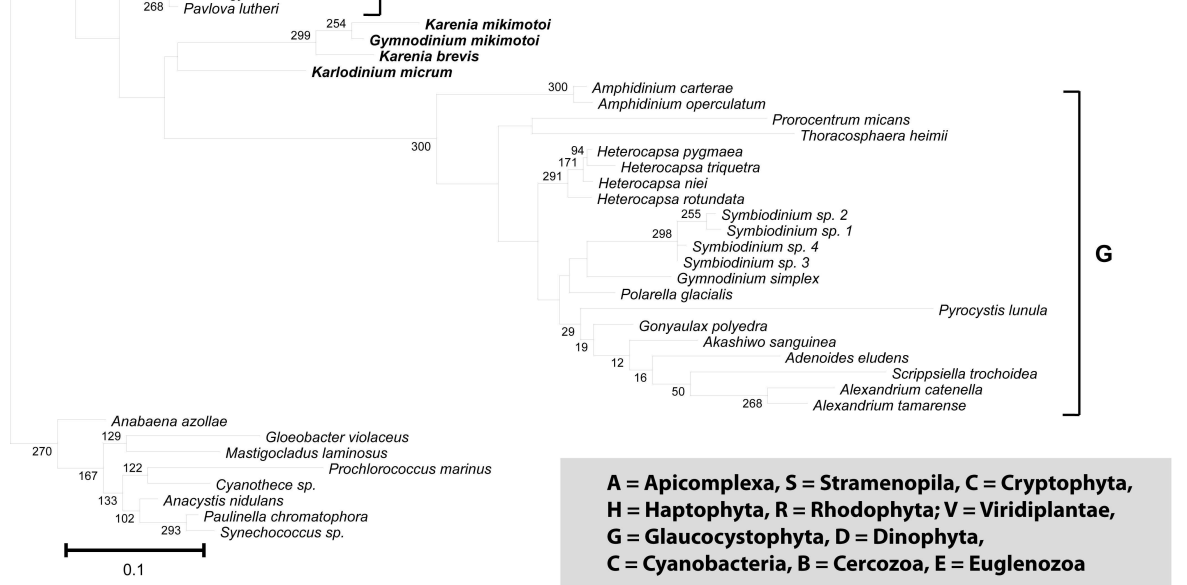 268 Pavlova lutheri
254 Karenia mikimotoi
299 Gymnodinium mikimotoi
Karenia brevis
Karlodinium micrum
300 Amphidinium carterae
Amphidinium operculatum
Prorocentrum micans
Thoracosphaera heimii
300
94 Heterocapsa pygmaea
171 Heterocapsa triquetra
291 Heterocapsa niei
Heterocapsa rotundata
255 Symbiodinium sp. 2
Symbiodinium sp. 1
298 Symbiodinium sp. 4
Symbiodinium sp. 3
G
Gymnodinium simplex
Polarella glacialis
Pyrocystis lunula
29 Gonyaulax polyedra
19 Akashiwo sanguinea
12 Adenoides eludens
16 Scrippsiella trochoidea
50 Alexandrium catenella
268 Alexandrium tamarense
Anabaena azollae
129 Gloeobacter violaceus
270 Mastigocladus laminosus
167 122 Prochlorococcus marinus
Cyanothece sp.
133 Anacystis nidulans
102 Paulinella chromatophora
293 Synechococcus sp.
0.1
A = Apicomplexa, S = Stramenopila, C = Cryptophyta,
H = Haptophyta, R = Rhodophyta; V = Viridiplantae,
G = Glaucocystophyta, D = Dinophyta,
C = Cyanobacteria, B = Cercozoa, E = Euglenozoa